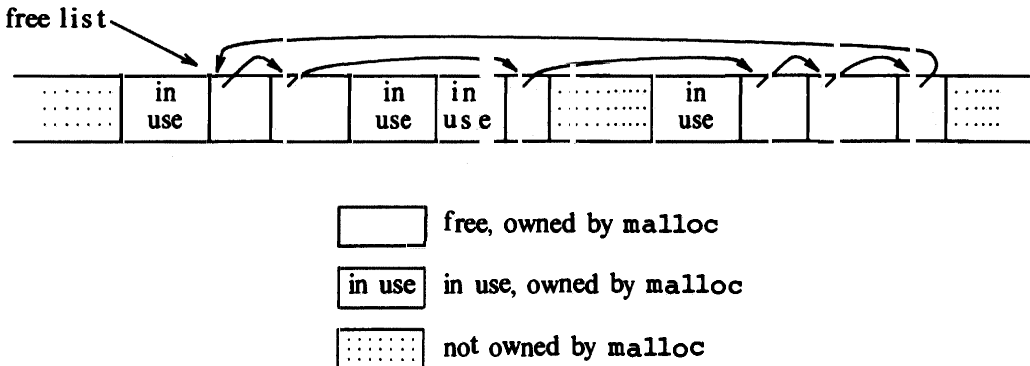 free list
in use
in use
in use
in use
free, owned by malloc
in use
in use, owned by malloc
not owned by malloc